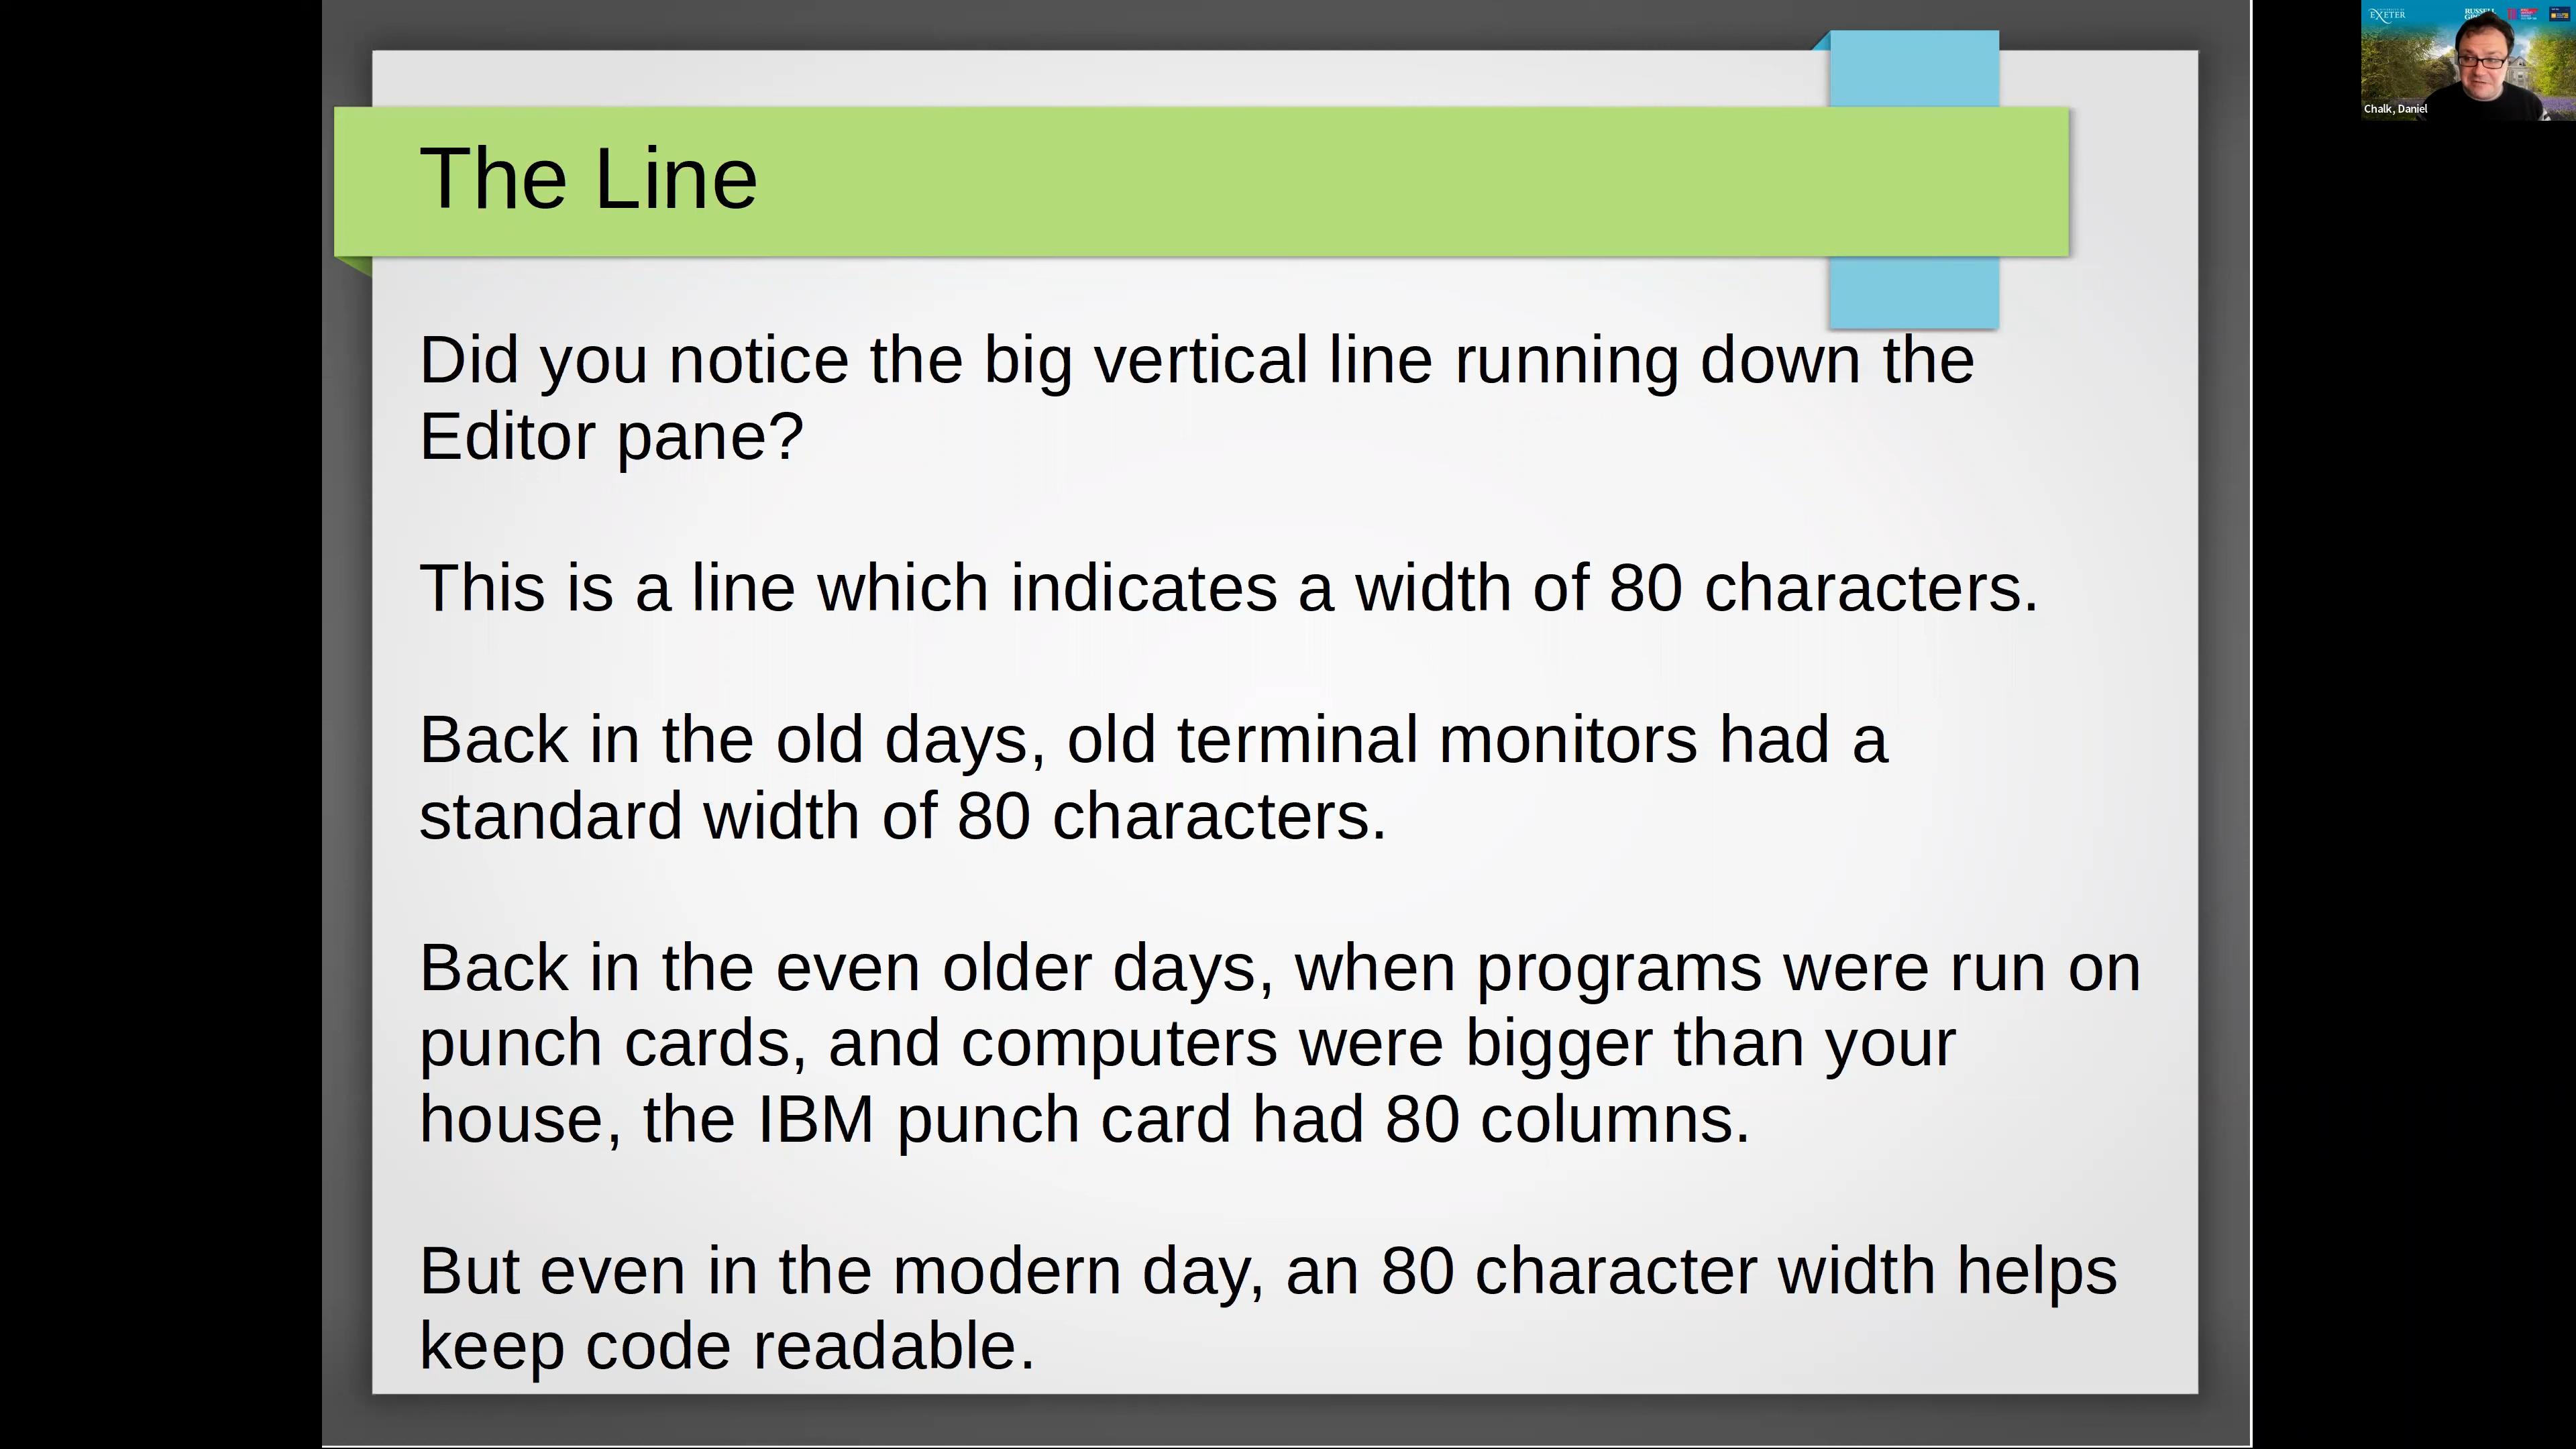 The Line
Did you notice the big vertical line running down the
Editor pane?
This is a line which indicates a width of 80 characters.
Back in the old days, old terminal monitors had a
standard width of 80 characters.
Back in the even older days, when programs were run on
punch cards, and computers were bigger than your
house, the IBM punch card had 80 columns.
But even in the modern day, an 80 character width helps
keep code readable.
EXETER
Chalk, Daniel